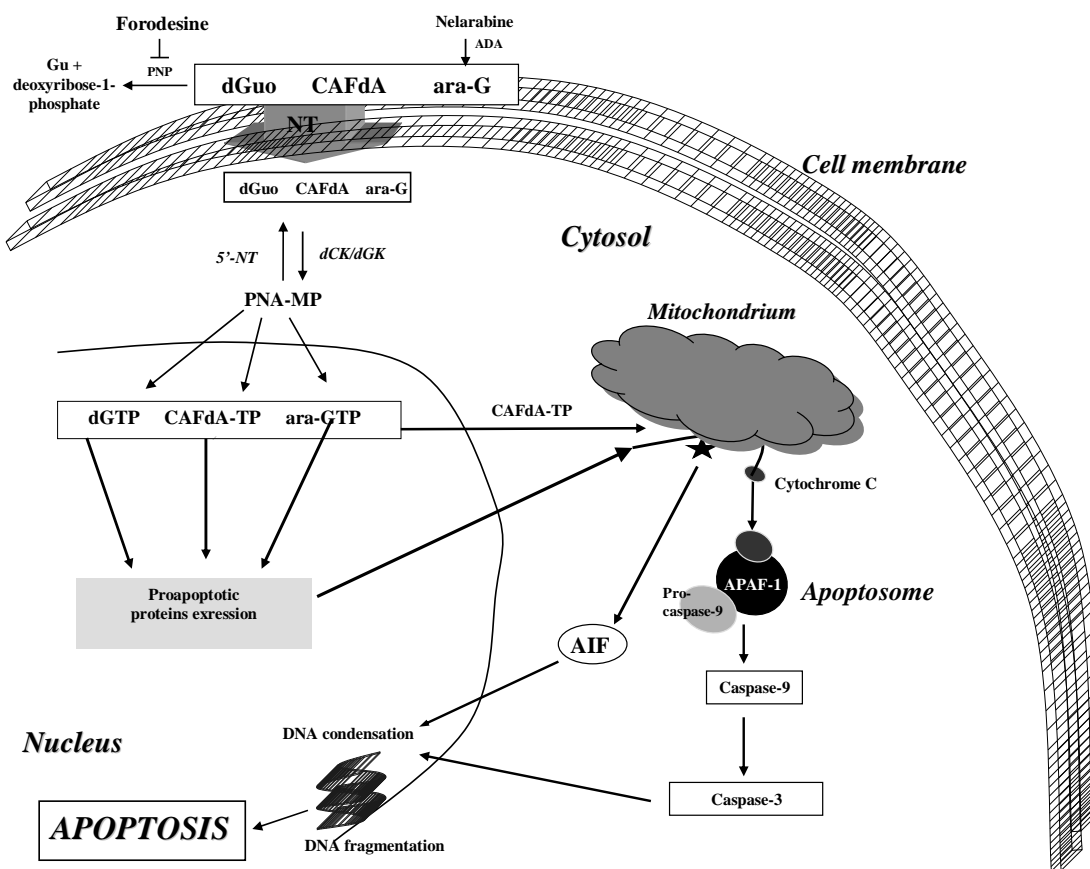 Forodesine
Nelarabine
ADA
PNP
Gu +
deoxyribose-1-
phosphate
dGuo CAFdA ara-G
NT
Cell membrane
dGuo CAFdA ara-G
Cytosol
5’-NT dCK/dGK
PNA-MP
Mitochondrium
dGTP CAFdA-TP ara-GTP
CAFdA-TP
Cytochrome C
APAF-1
Apoptosome
Pro-
caspase-9
Proapoptotic
proteins exression
AIF
Caspase-9
Nucleus
DNA condensation
Caspase-3
APOPTOSIS
DNA fragmentation